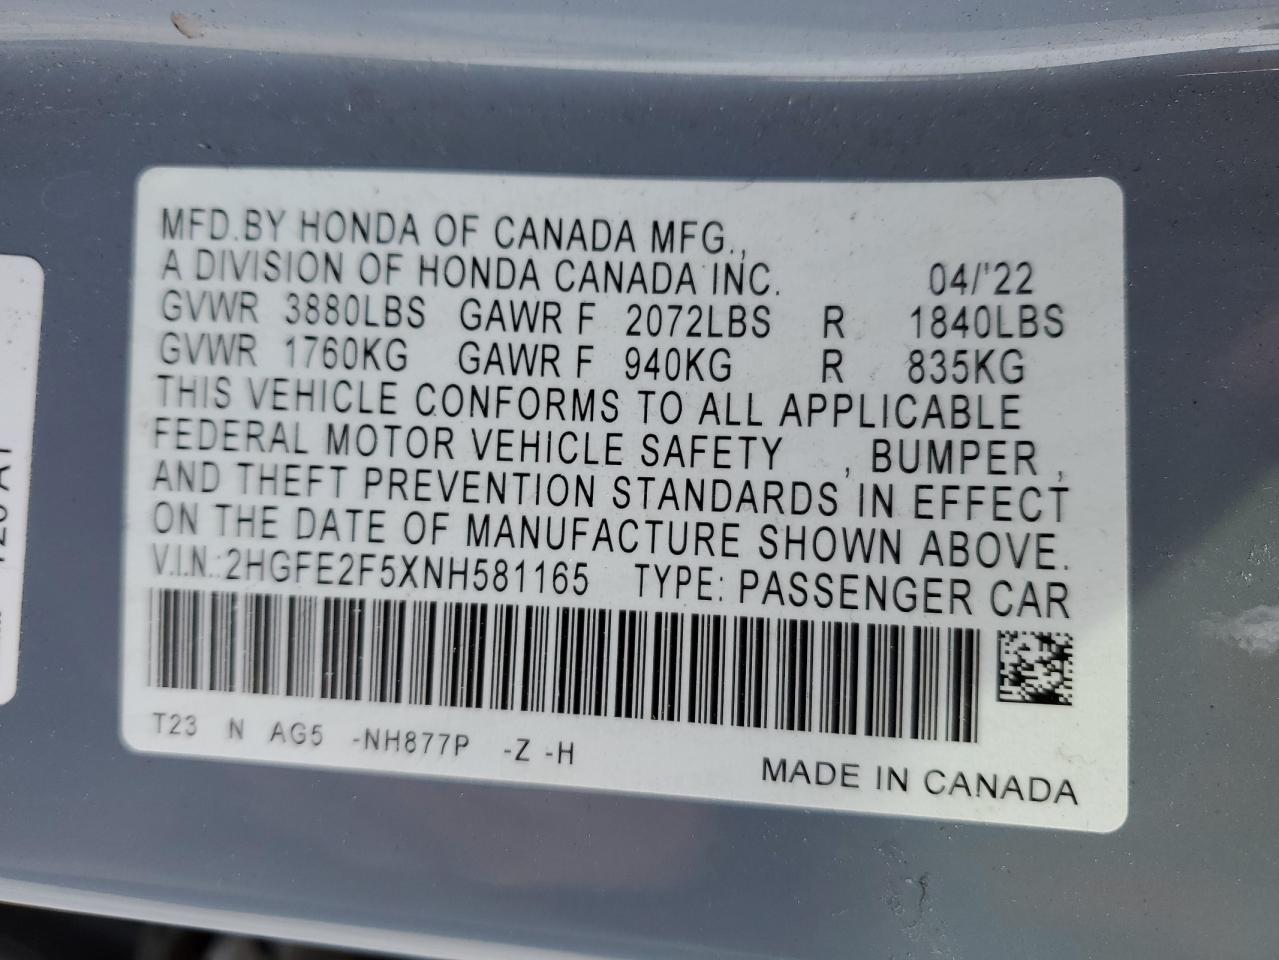 MFD.BY HONDA OF CANADA MFG.,
A DIVISION OF HONDA CANADA INC. 04/'22
GVWR 3880LBS GAWR F 2072LBS R 1840LBS
GVWR 1760KG GAWR F 940KG R 835KG
THIS VEHICLE CONFORMS TO ALL APPLICABLE
FEDERAL MOTOR VEHICLE SAFETY , BUMPER ,
AND THEFT PREVENTION STANDARDS IN EFFECT
ON THE DATE OF MANUFACTURE SHOWN ABOVE.
V.I.N.:2HGFE2F5XNH581165 TYPE: PASSENGER CAR
T23 N AG5 -NH877P -Z -H
MADE IN CANADA